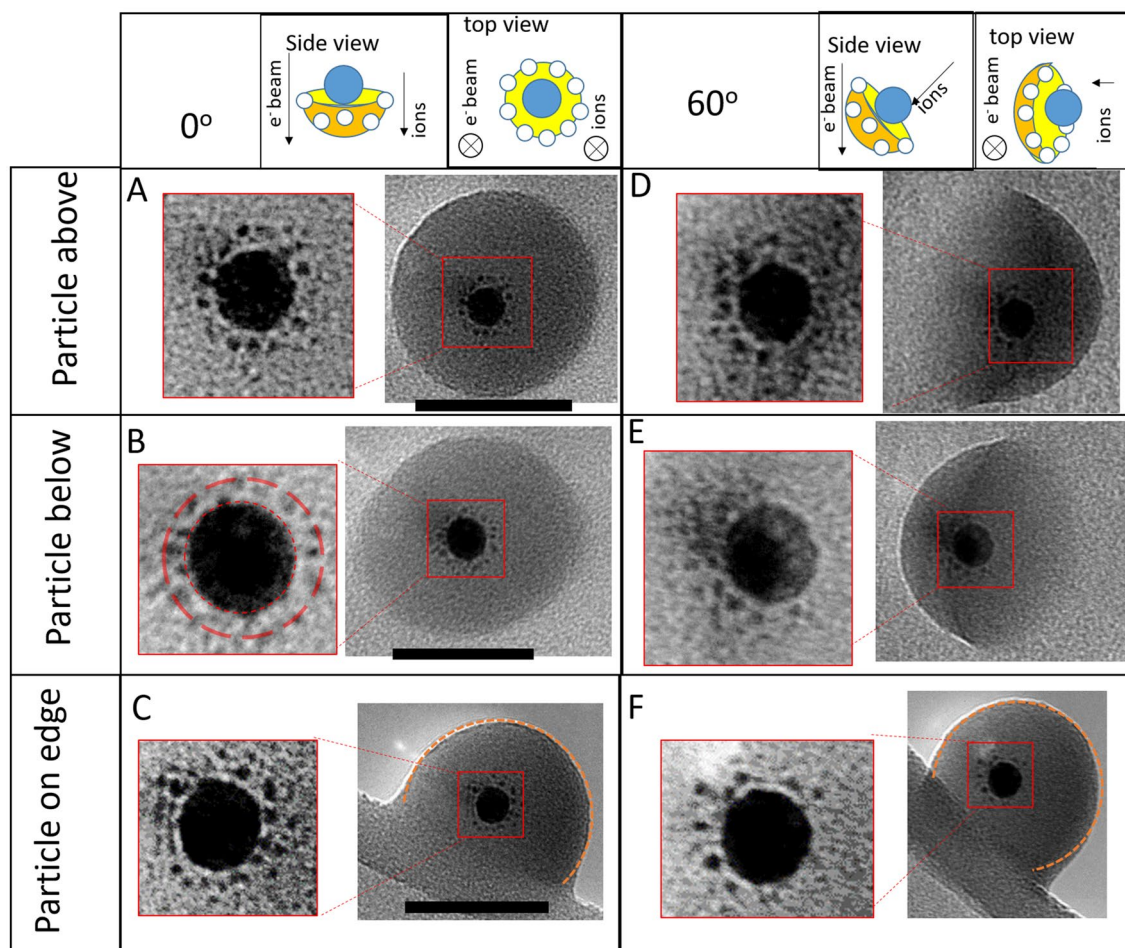 0°
Side view
e⁻ beam
ions
top view
e⁻ beam
ions
60°
Side view
e⁻ beam
ions
top view
e⁻ beam
ions
Particle above
A
D
Particle below
B
E
Particle on edge
C
F